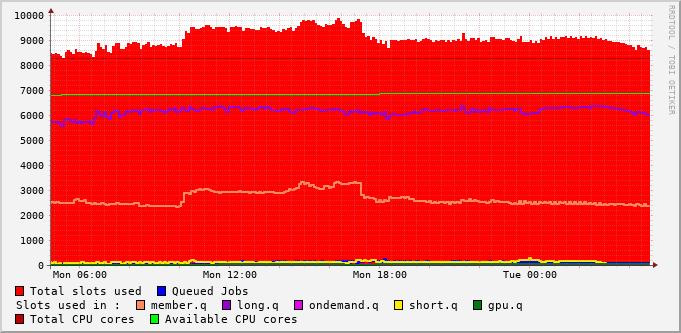 10000
9000
8000
7000
6000
5000
4000
3000
2000
1000
0
Mon 06:00 Mon 12:00 Mon 18:00 Tue 00:00
Total slots used Queued Jobs
Slots used in : member.q long.q ondemand.q short.q gpu.q
Total CPU cores Available CPU cores
RRDTOOL / TOBI OETIKER